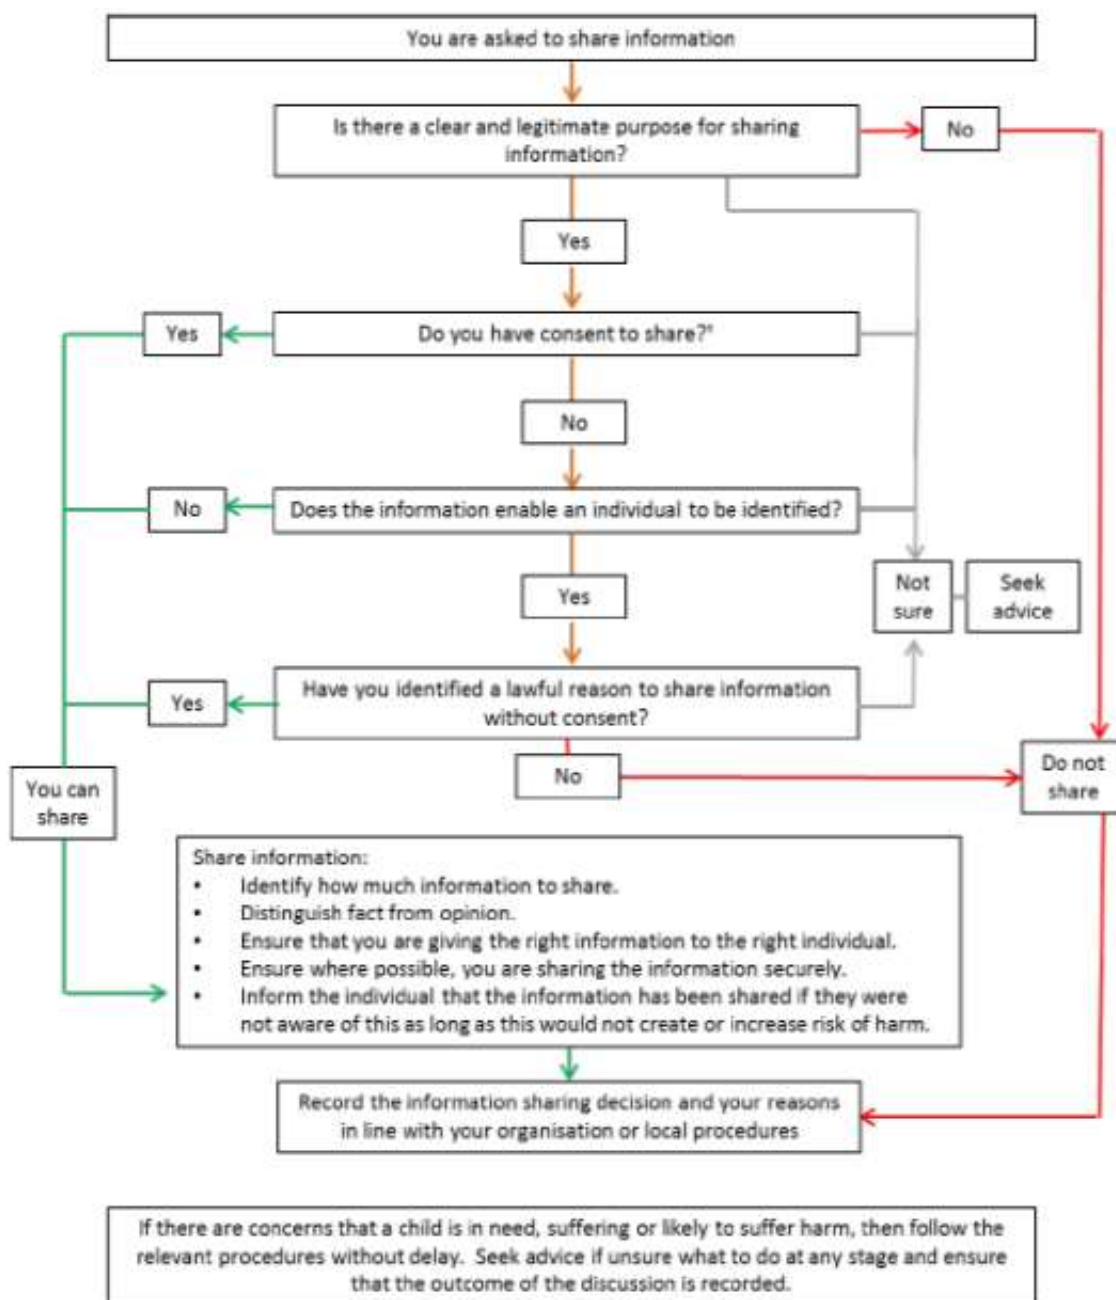 You are asked to share information
Is there a clear and legitimate purpose for sharing
information?
No
Yes
Yes
Do you have consent to share?*
No
No
Does the information enable an individual to be identified?
Not
sure
Seek
advice
Yes
Yes
Have you identified a lawful reason to share information
without consent?
No
Do not
share
You can
share
Share information:
• Identify how much information to share.
• Distinguish fact from opinion.
• Ensure that you are giving the right information to the right individual.
• Ensure where possible, you are sharing the information securely.
• Inform the individual that the information has been shared if they were
not aware of this as long as this would not create or increase risk of harm.
Record the information sharing decision and your reasons
in line with your organisation or local procedures
If there are concerns that a child is in need, suffering or likely to suffer harm, then follow the
relevant procedures without delay. Seek advice if unsure what to do at any stage and ensure
that the outcome of the discussion is recorded.